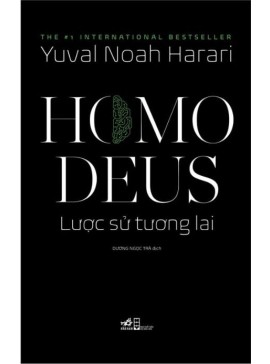 THE #1 INTERNATIONAL BESTSELLER
Yuval Noah Harari
HOMO
DEUS
Lược sử tương lai
DƯƠNG NGỌC TRÀ dịch